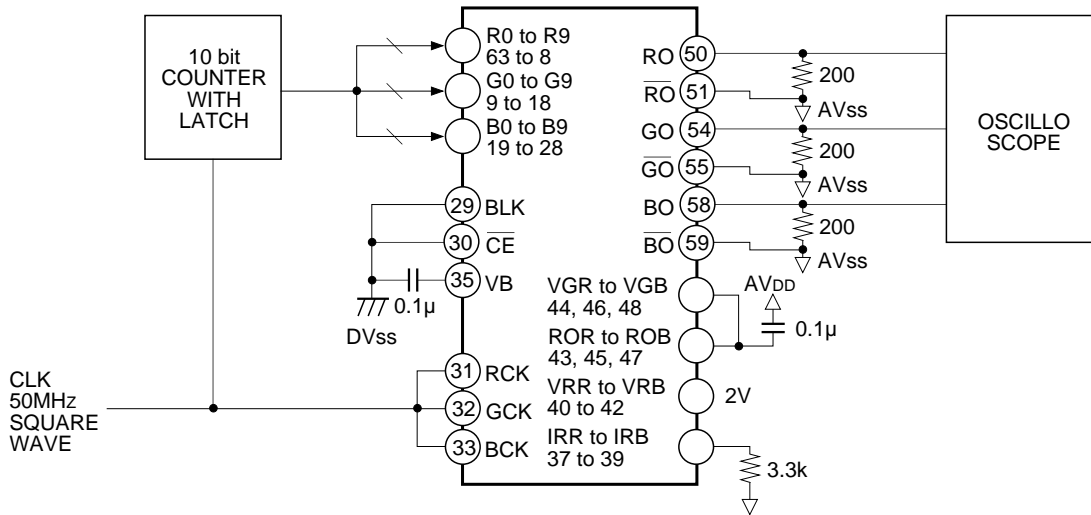 10 bit
COUNTER
WITH
LATCH
R0 to R9
63 to 8
G0 to G9
9 to 18
B0 to B9
19 to 28
29 BLK
30 CE
35 VB
0.1µ
DVss
CLK
50MHz
SQUARE
WAVE
31 RCK
32 GCK
33 BCK
RO 50
RO 51
GO 54
GO 55
BO 58
BO 59
VGR to VGB
44, 46, 48
ROR to ROB
43, 45, 47
VRR to VRB
40 to 42
IRR to IRB
37 to 39
200
AVss
200
AVss
200
AVss
AVDD
0.1µ
2V
3.3k
OSCILLO
SCOPE